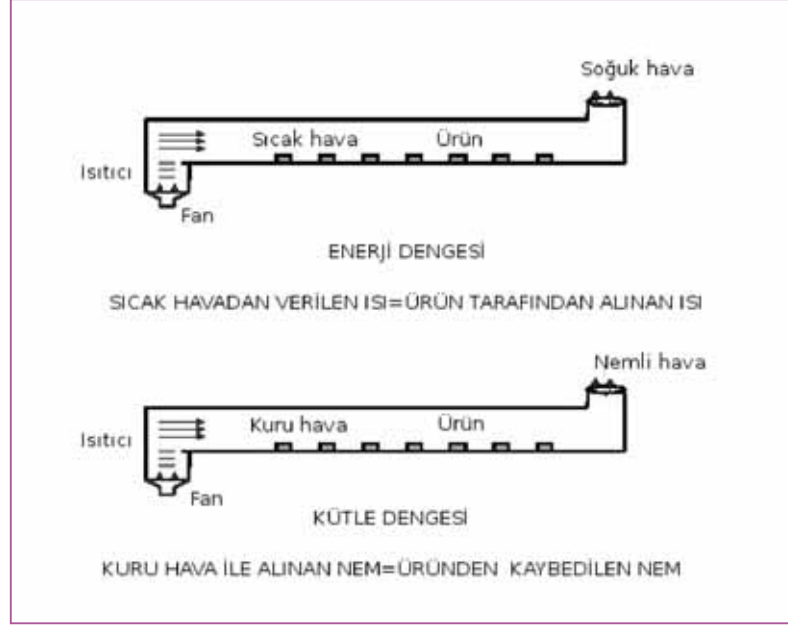 Soğuk hava
Sıcak hava Ürün
Isıtıcı
Fan
ENERJİ DENGESİ
SICAK HAVADAN VERİLEN ISI=ÜRÜN TARAFINDAN ALINAN ISI
Nemli hava
Kuru hava Ürün
Isıtıcı
Fan
KÜTLE DENGESİ
KURU HAVA İLE ALINAN NEM=ÜRÜNDEN KAYBEDİLEN NEM